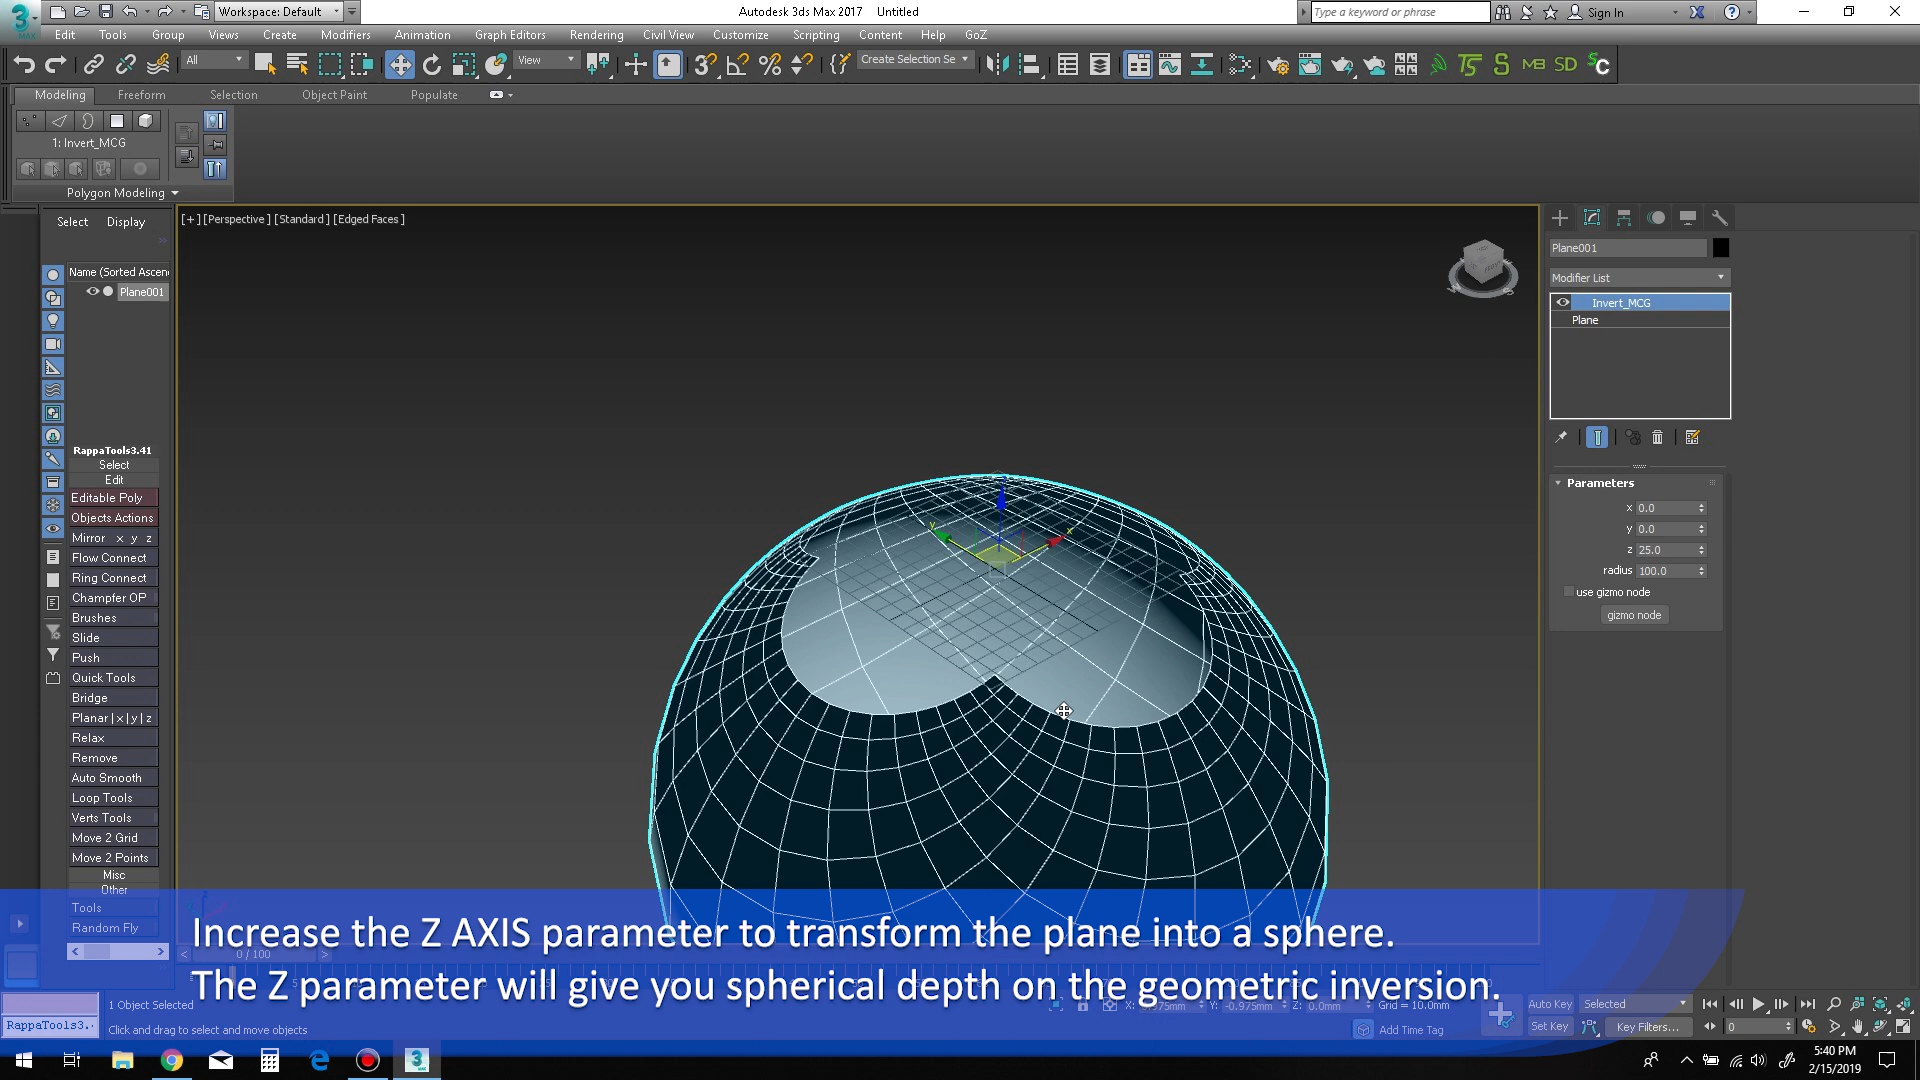 Workspace: Default
Autodesk 3ds Max 2017 Untitled
Type a keyword or phrase
Sign In
Edit Tools Group Views Create Modifiers Animation Graph Editors Rendering Civil View Customize Scripting Content Help GoZ
All
View
Create Selection Se
Modeling Freeform Selection Object Paint Populate
1: Invert_MCG
Polygon Modeling
Select Display
[+] [Perspective] [Standard] [Edged Faces]
Name (Sorted Ascen
Plane001
RappaTools3.41
Select
Edit
Editable Poly
Objects Actions
Mirror x y z
Flow Connect
Ring Connect
Champfer OP
Brushes
Slide
Push
Quick Tools
Bridge
Planar|x|y|z
Relax
Remove
Auto Smooth
Loop Tools
Verts Tools
Move 2 Grid
Move 2 Points
Misc
Other
Tools
Random Fly
Plane001
Modifier List
Invert_MCG
Plane
Parameters
x 0.0
y 0.0
z 25.0
radius 100.0
use gizmo node
gizmo node
Increase the Z AXIS parameter to transform the plane into a sphere.
0 / 100
The Z parameter will give you spherical depth on the geometric inversion.
1 Object Selected
Y: -0.975mm Z: 0.0mm Grid = 10.0mm
Auto Key Selected
RappaTools3.
Click and drag to select and move objects
Add Time Tag
Set Key Key Filters...
0
5:40 PM
2/15/2019